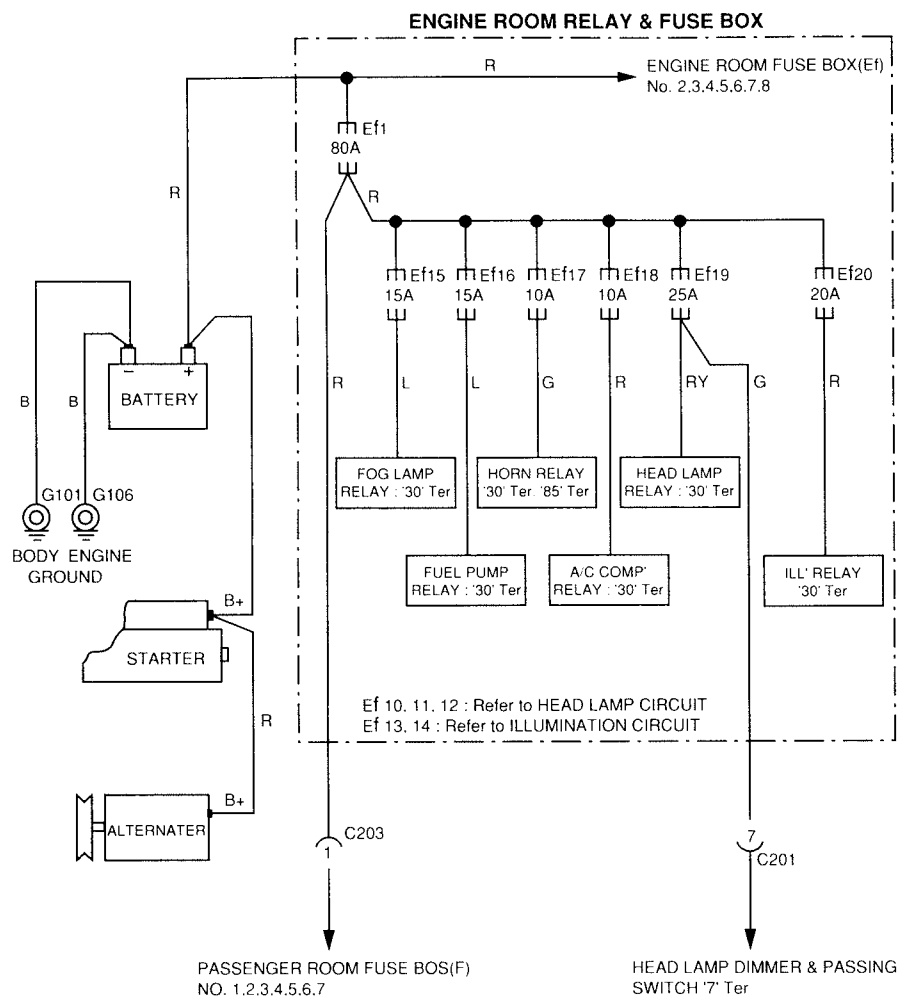 ENGINE ROOM RELAY & FUSE BOX
R
ENGINE ROOM FUSE BOX(Ef)
No. 2,3.4.5.6.7.8
Ef1
80A
R
R
Ef15
15A
Ef16
15A
Ef17
10A
Ef18
10A
Ef19
25A
Ef20
20A
R
L
L
G
R
RY
G
R
- +
BATTERY
B
B
G101
G106
BODY ENGINE
GROUND
FOG LAMP
RELAY : '30' Ter
HORN RELAY
'30' Ter. '85' Ter
HEAD LAMP
RELAY : '30' Ter
FUEL PUMP
RELAY : '30' Ter
A/C COMP'
RELAY : '30' Ter
ILL' RELAY
'30' Ter
B+
STARTER
R
Ef 10. 11. 12 : Refer to HEAD LAMP CIRCUIT
Ef 13, 14 : Refer to ILLUMINATION CIRCUIT
B+
ALTERNATER
C203
1
7
C201
PASSENGER ROOM FUSE BOS(F)
NO. 1,2.3.4.5.6.7
HEAD LAMP DIMMER & PASSING
SWITCH '7' Ter